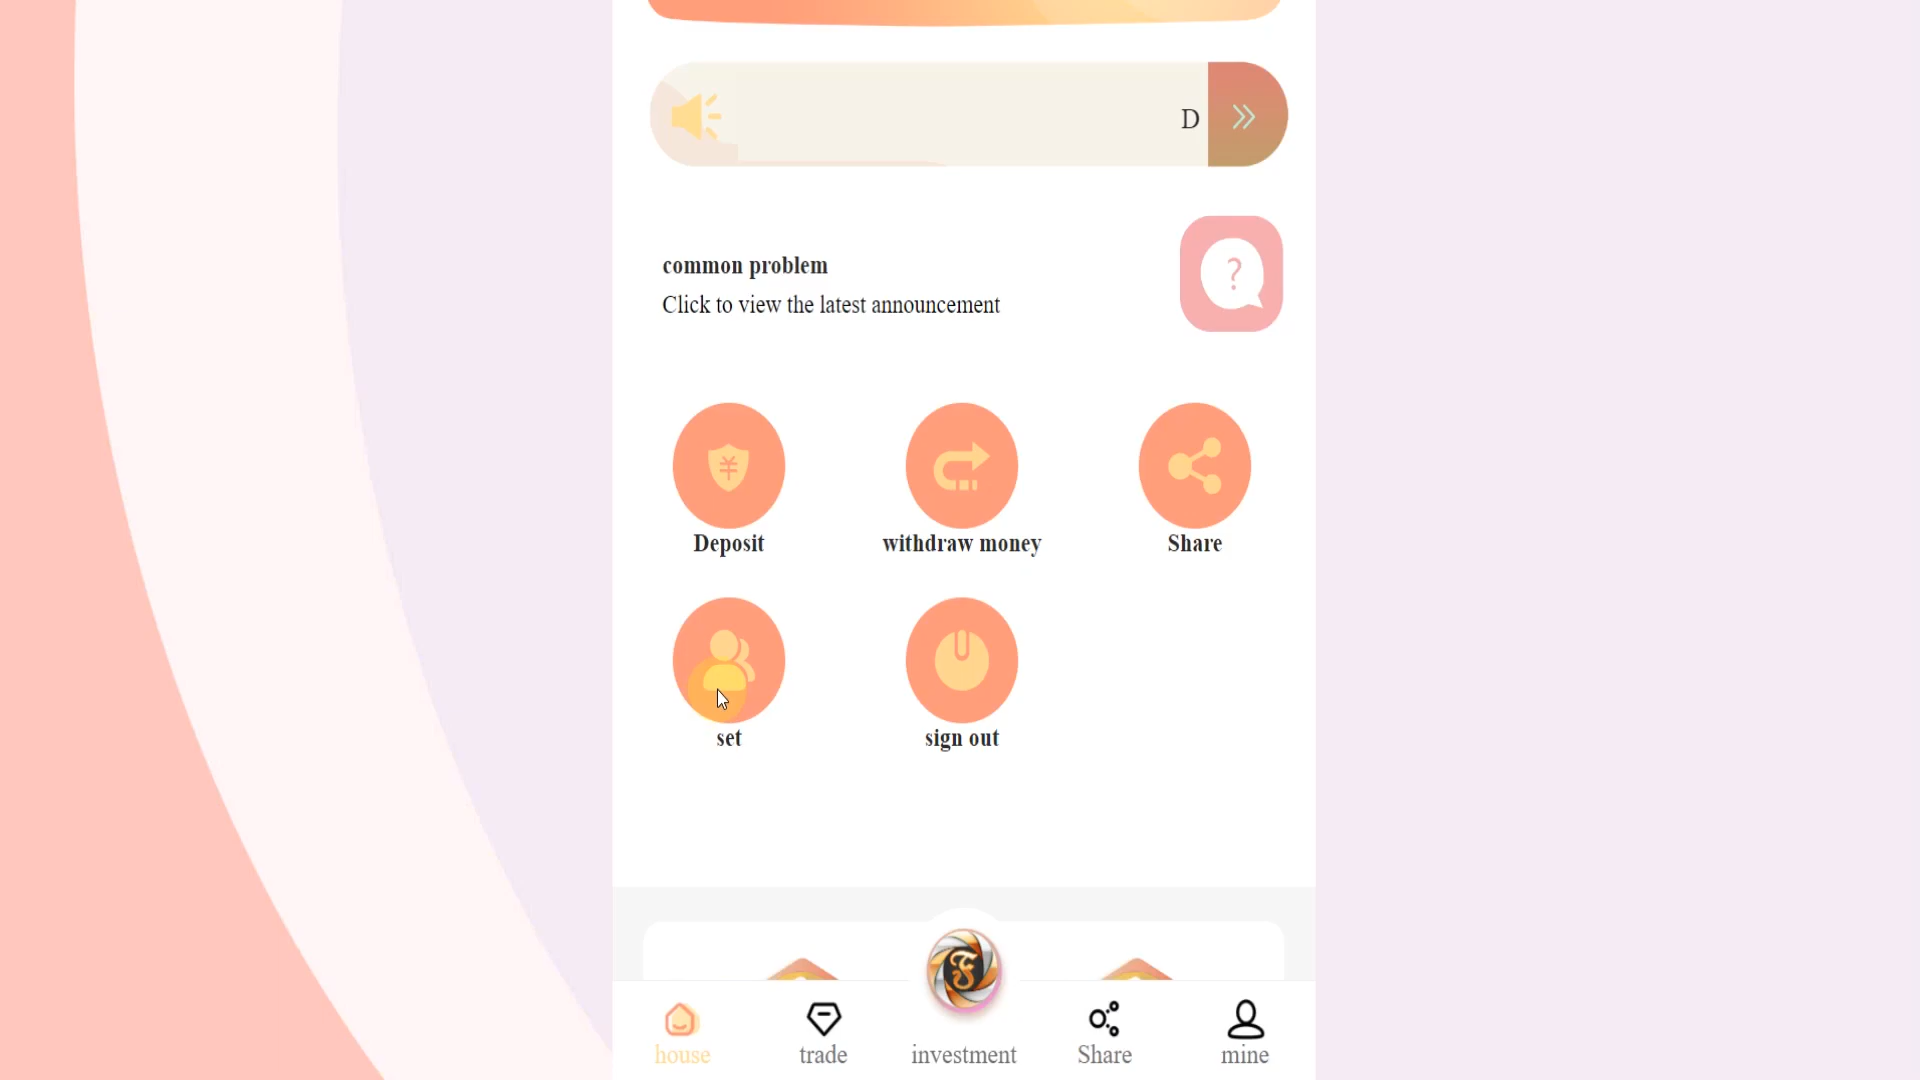 D
common problem
Click to view the latest announcement
Deposit
withdraw money
Share
set
sign out
house
trade
investment
Share
mine